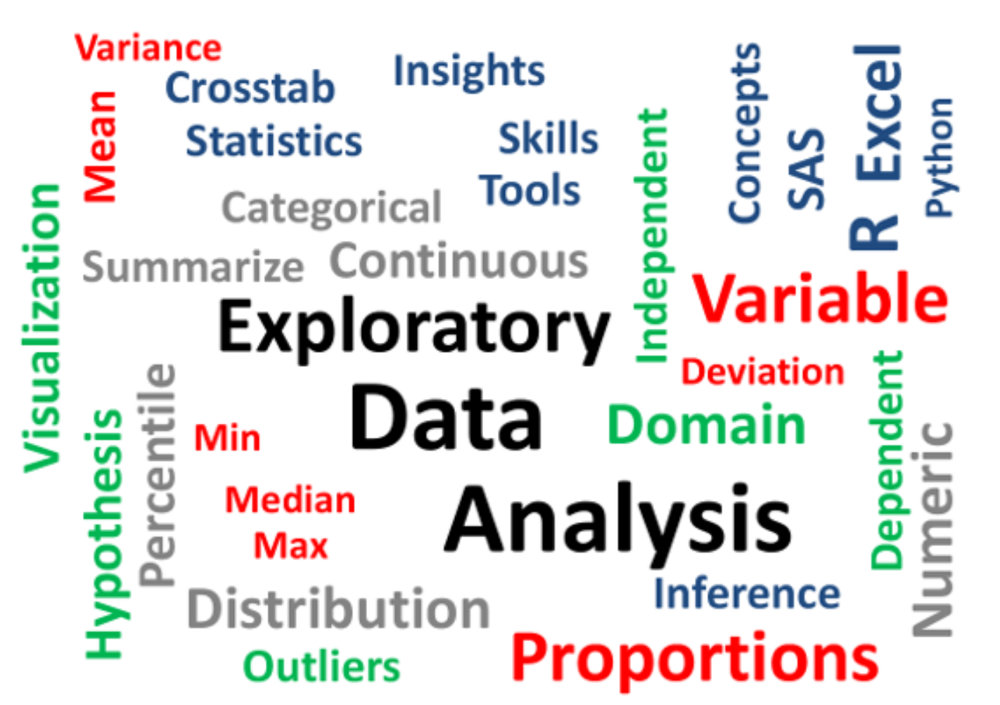 Variance
Crosstab
Insights
Mean
Statistics
Skills
Concepts
SAS
R Excel
Python
Categorical
Tools
Independent
Visualization
Summarize
Continuous
Variable
Exploratory
Deviation
Data
Domain
Dependent
Numeric
Percentile
Hypothesis
Min
Median
Analysis
Max
Inference
Distribution
Proportions
Outliers